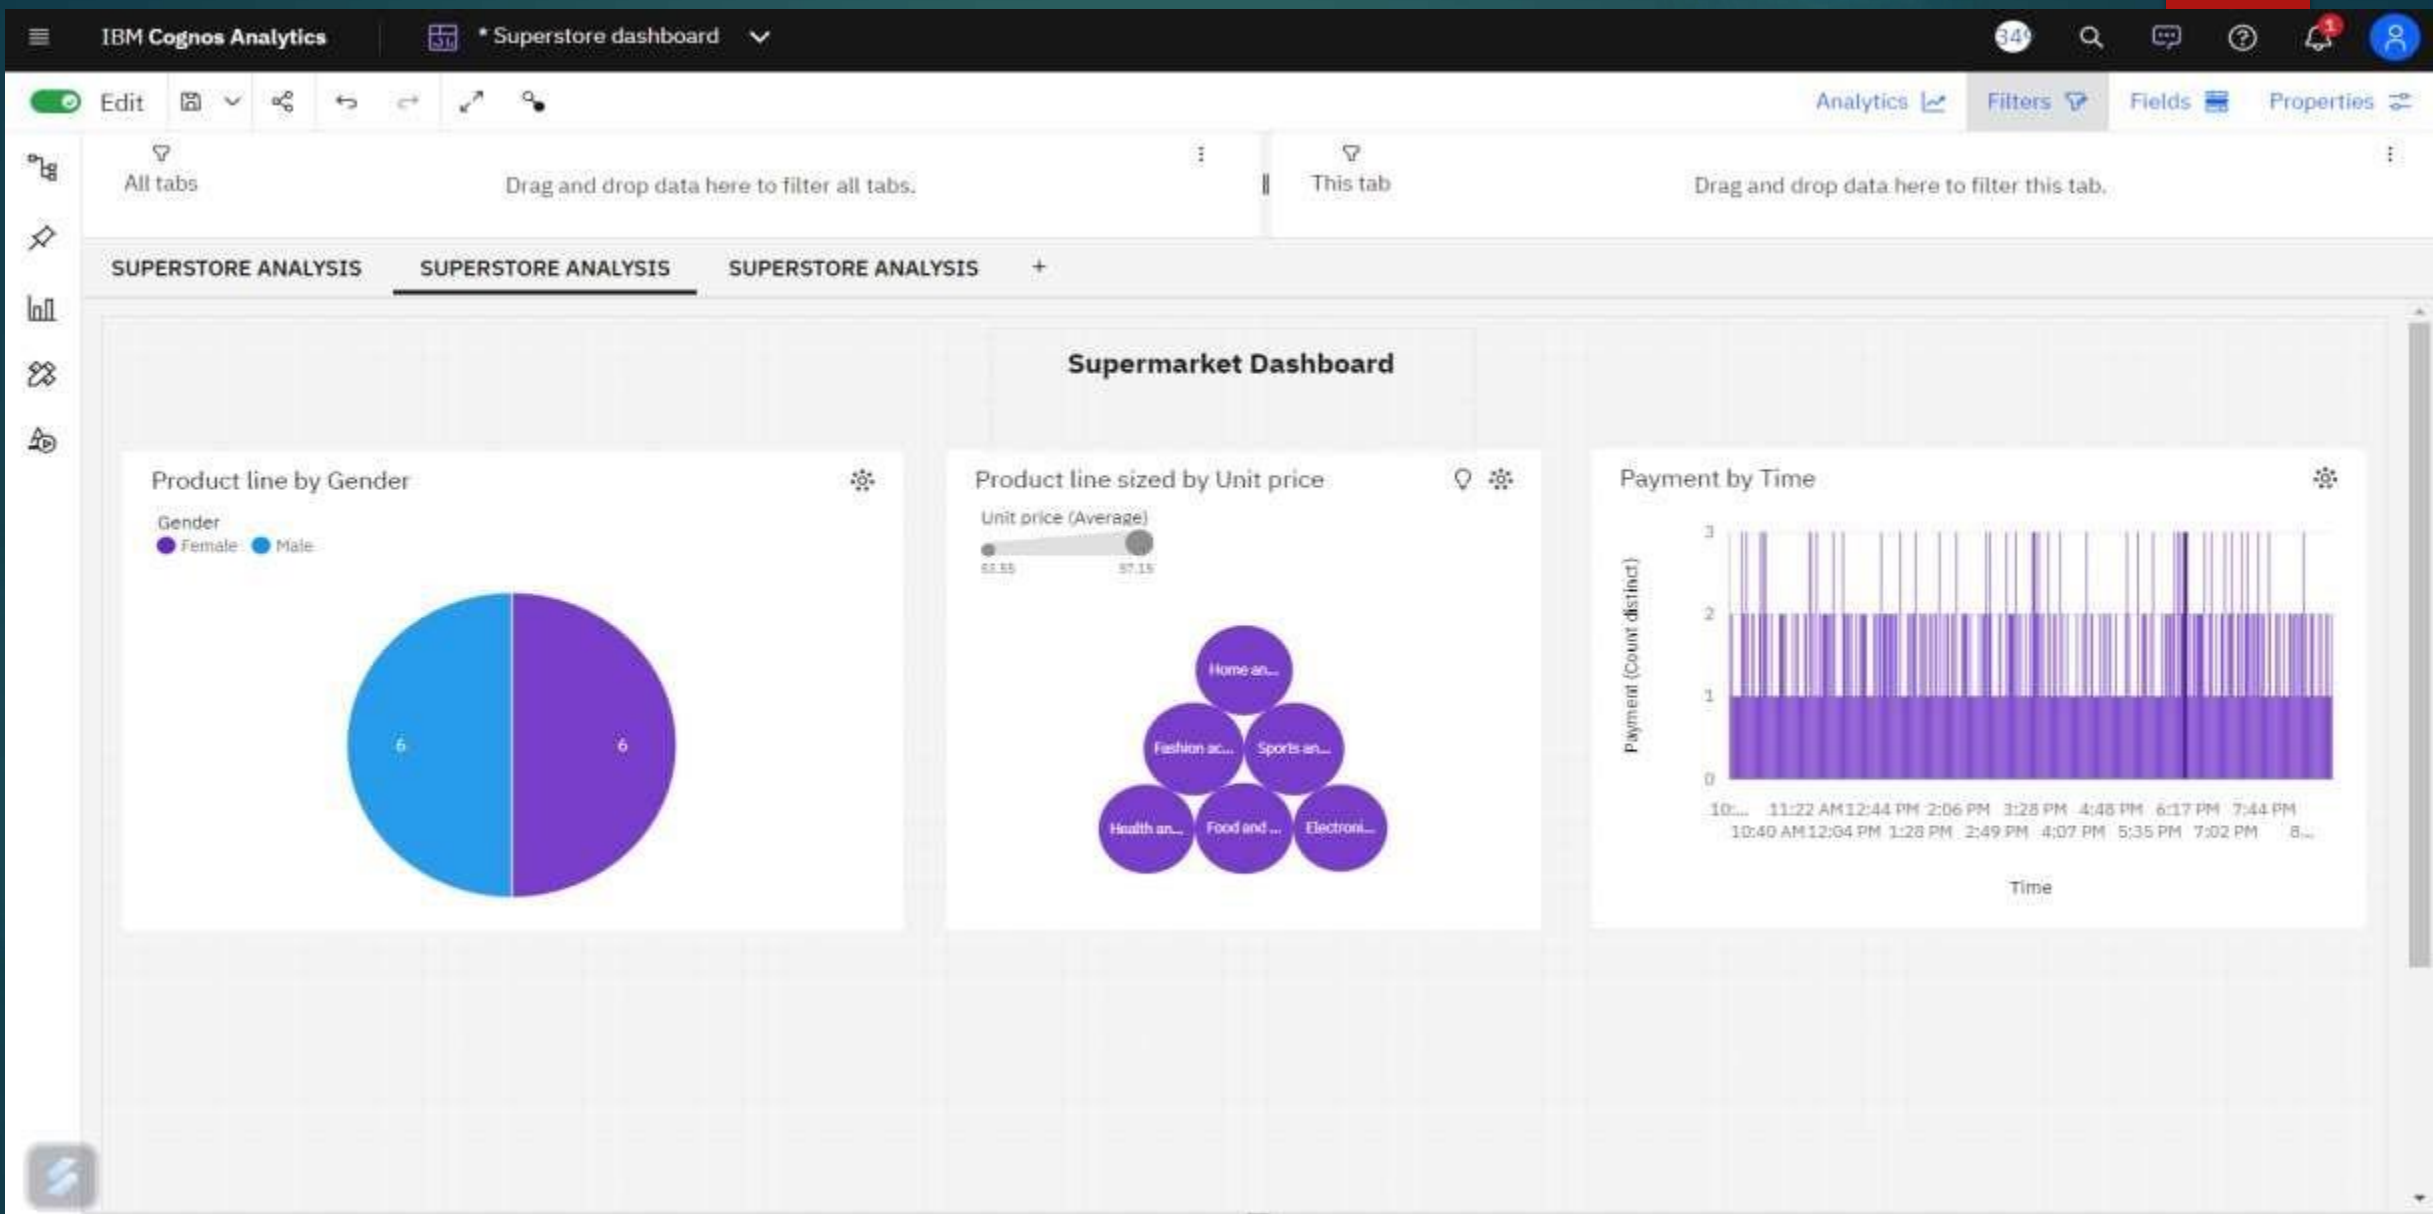 IBM Cognos Analytics
* Superstore dashboard
1
Edit
Analytics
Filters
Fields
Properties
All tabs
Drag and drop data here to filter all tabs.
This tab
Drag and drop data here to filter this tab.
SUPERSTORE ANALYSIS
SUPERSTORE ANALYSIS
SUPERSTORE ANALYSIS
+
Supermarket Dashboard
Product line by Gender
Gender
Female
Male
6
6
Product line sized by Unit price
Unit price (Average)
57.15
Home an...
Fashion ac...
Sports an...
Health an...
Food and ...
Electroni...
Payment by Time
Payment (Count distinct)
3
2
1
0
10:...
11:22 AM
12:44 PM
2:06 PM
3:28 PM
4:48 PM
6:17 PM
7:44 PM
10:40 AM
12:04 PM
1:28 PM
2:49 PM
4:07 PM
5:35 PM
7:02 PM
8...
Time